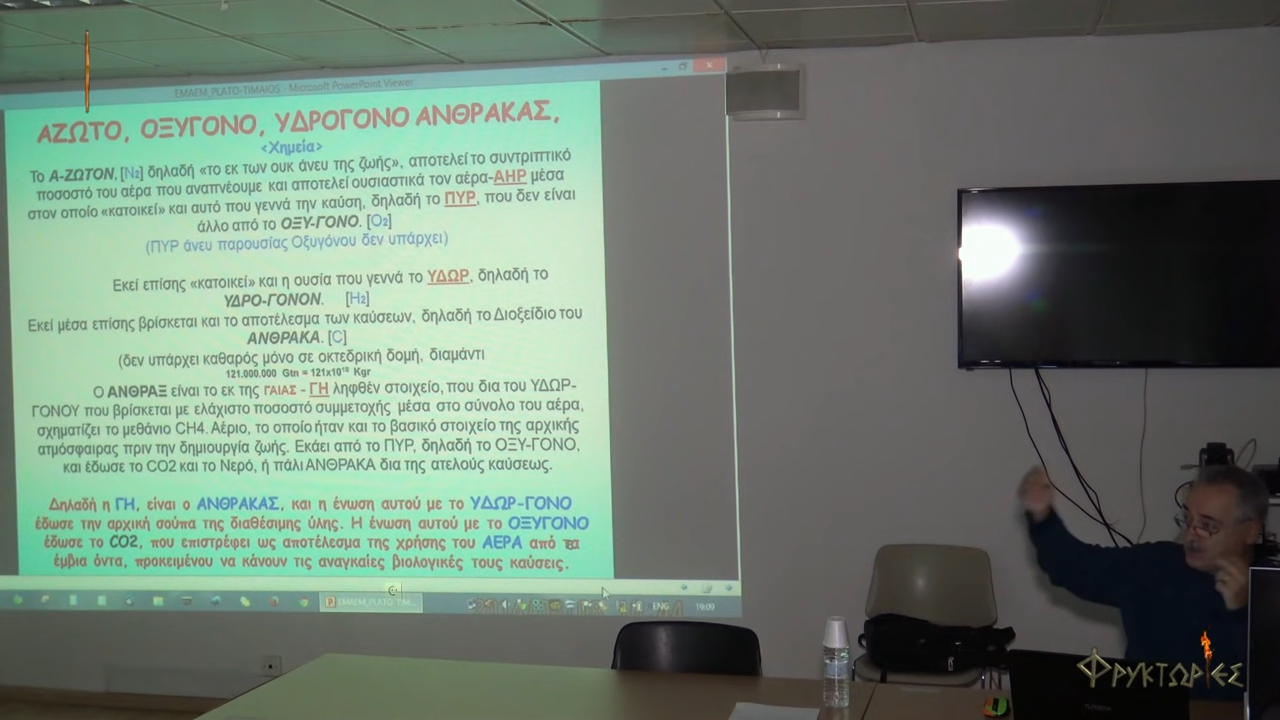 EMAEM_PLATO-TIMAIOS - Microsoft PowerPoint Viewer
ΑΖΩΤΟ, ΟΞΥΓΟΝΟ, ΥΔΡΟΓΟΝΟ ΑΝΘΡΑΚΑΣ,
<Χημεία>
Το Α-ΖΩΤΟΝ, [N2] δηλαδή «το εκ των ουκ άνευ της ζωής», αποτελεί το συντριπτικό
ποσοστό του αέρα που αναπνέουμε και αποτελεί ουσιαστικά τον αέρα-ΑΗΡ μέσα
στον οποίο «κατοικεί» και αυτό που γεννά την καύση, δηλαδή το ΠΥΡ, που δεν είναι
άλλο από το ΟΞΥ-ΓΟΝΟ. [O2]
(ΠΥΡ άνευ παρουσίας Οξυγόνου δεν υπάρχει)
Εκεί επίσης «κατοικεί» και η ουσία που γεννά το ΥΔΩΡ, δηλαδή το
ΥΔΡΟ-ΓΟΝΟΝ. [H2]
Εκεί μέσα επίσης βρίσκεται και το αποτέλεσμα των καύσεων, δηλαδή το Διοξείδιο του
ΑΝΘΡΑΚΑ. [C]
(δεν υπάρχει καθαρός μόνο σε οκτεδρική δομή, διαμάντι
121.000.000 Gtn = 121x10¹⁸ Kgr
Ο ΑΝΘΡΑΞ είναι το εκ της ΓΑΙΑΣ - ΓΗ ληφθέν στοιχείο, που δια του ΥΔΩΡ-
ΓΟΝΟΥ που βρίσκεται με ελάχιστο ποσοστό συμμετοχής μέσα στο σύνολο του αέρα,
σχηματίζει το μεθάνιο CH4. Αέριο, το οποίο ήταν και το βασικό στοιχείο της αρχικής
ατμόσφαιρας πριν την δημιουργία ζωής. Εκάει από το ΠΥΡ, δηλαδή το ΟΞΥ-ΓΟΝΟ,
και έδωσε το CO2 και το Νερό, ή πάλι ΑΝΘΡΑΚΑ δια της ατελούς καύσεως.
Δηλαδή η ΓΗ, είναι ο ΑΝΘΡΑΚΑΣ, και η ένωση αυτού με το ΥΔΩΡ-ΓΟΝΟ
έδωσε την αρχική σούπα της διαθέσιμης ύλης. Η ένωση αυτού με το ΟΞΥΓΟΝΟ
έδωσε το CO2, που επιστρέφει ως αποτέλεσμα της χρήσης του ΑΕΡΑ από τα
έμβια όντα, προκειμένου να κάνουν τις αναγκαίες βιολογικές τους καύσεις.
EMAEM_PLATO-TIM...
ENG 19:09
ΦΡΥΚΤΩΡΙΕΣ